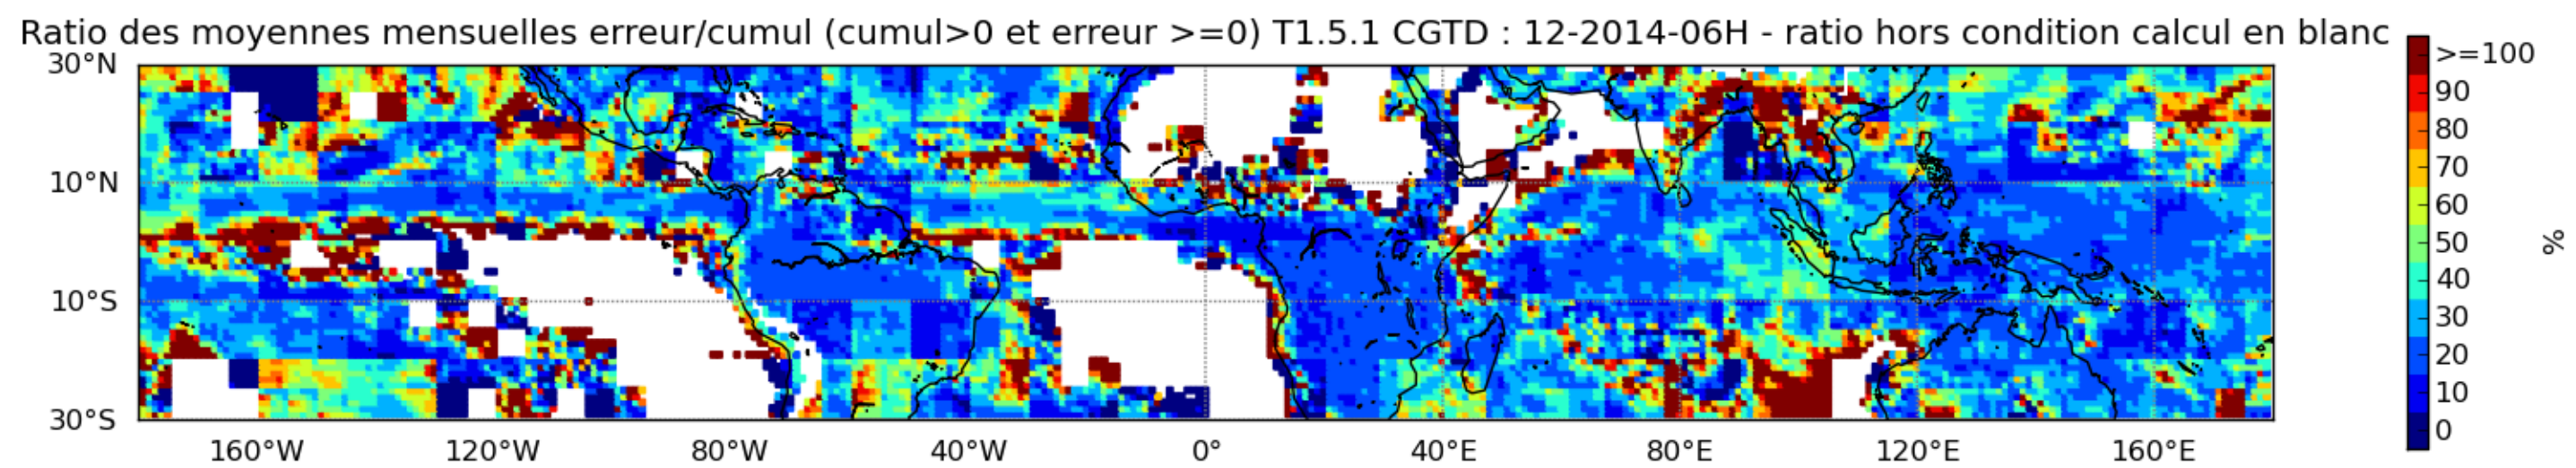 Ratio des moyennes mensuelles erreur/cumul (cumul>0 et erreur >=0) T1.5.1 CGTD : 12-2014-06H - ratio hors condition calcul en blanc
30°N
10°N
10°S
30°S
160°W 120°W 80°W 40°W 0° 40°E 80°E 120°E 160°E
>=100
90
80
70
60
50
40
30
20
10
0
%